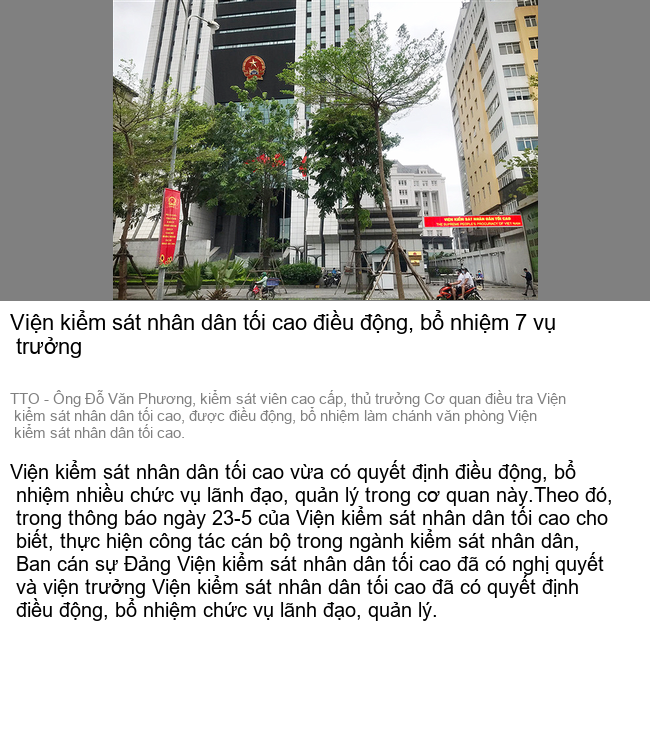 VIỆN KIỂM SÁT NHÂN DÂN TỐI CAO
THE SUPREME PEOPLE'S PROCURACY OF VIET NAM
Viện kiểm sát nhân dân tối cao điều động, bổ nhiệm 7 vụ
trưởng
TTO - Ông Đỗ Văn Phương, kiểm sát viên cao cấp, thủ trưởng Cơ quan điều tra Viện
kiểm sát nhân dân tối cao, được điều động, bổ nhiệm làm chánh văn phòng Viện
kiểm sát nhân dân tối cao.
Viện kiểm sát nhân dân tối cao vừa có quyết định điều động, bổ
nhiệm nhiều chức vụ lãnh đạo, quản lý trong cơ quan này.Theo đó,
trong thông báo ngày 23-5 của Viện kiểm sát nhân dân tối cao cho
biết, thực hiện công tác cán bộ trong ngành kiểm sát nhân dân,
Ban cán sự Đảng Viện kiểm sát nhân dân tối cao đã có nghị quyết
và viện trưởng Viện kiểm sát nhân dân tối cao đã có quyết định
điều động, bổ nhiệm chức vụ lãnh đạo, quản lý.